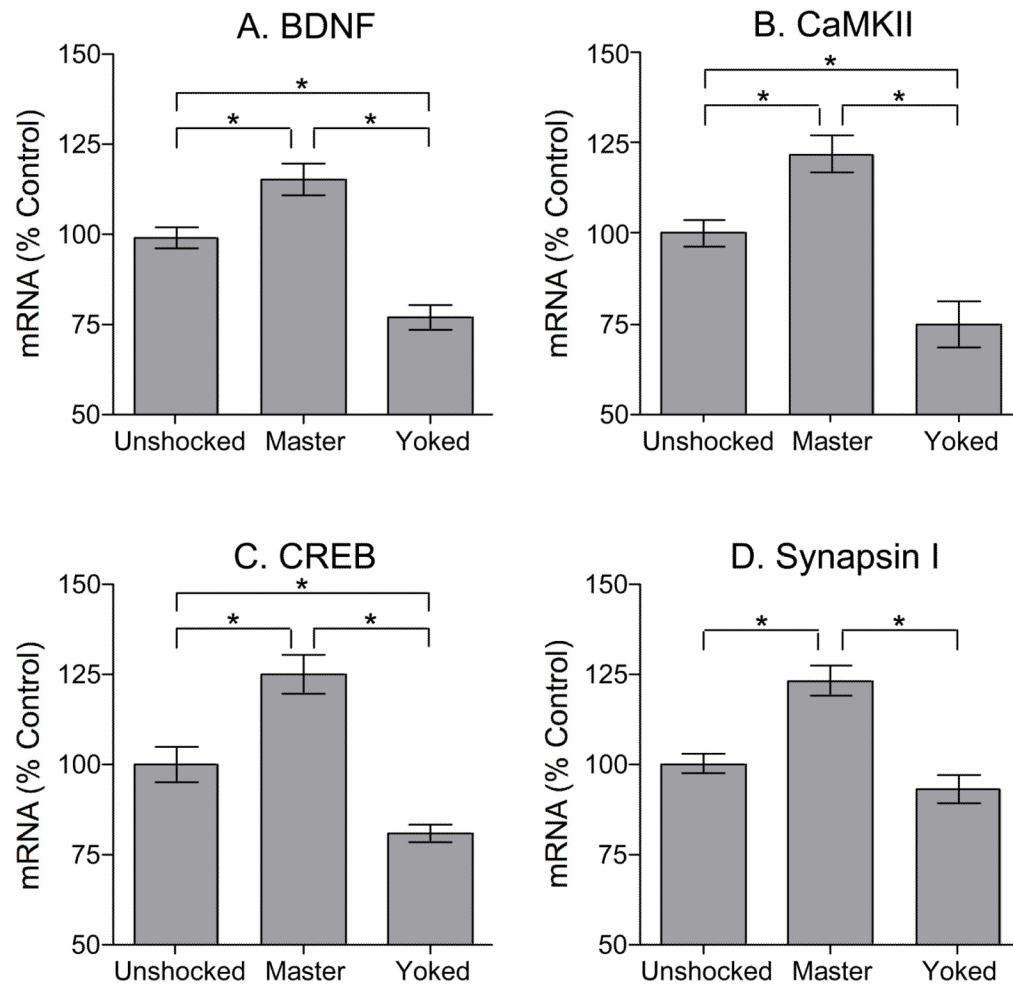 A. BDNF
mRNA (% Control)
150
125
100
75
50
*
*
*
Unshocked Master Yoked
B. CaMKII
mRNA (% Control)
150
125
100
75
50
*
*
*
Unshocked Master Yoked
C. CREB
mRNA (% Control)
150
125
100
75
50
*
*
*
Unshocked Master Yoked
D. Synapsin I
mRNA (% Control)
150
125
100
75
50
*
*
Unshocked Master Yoked